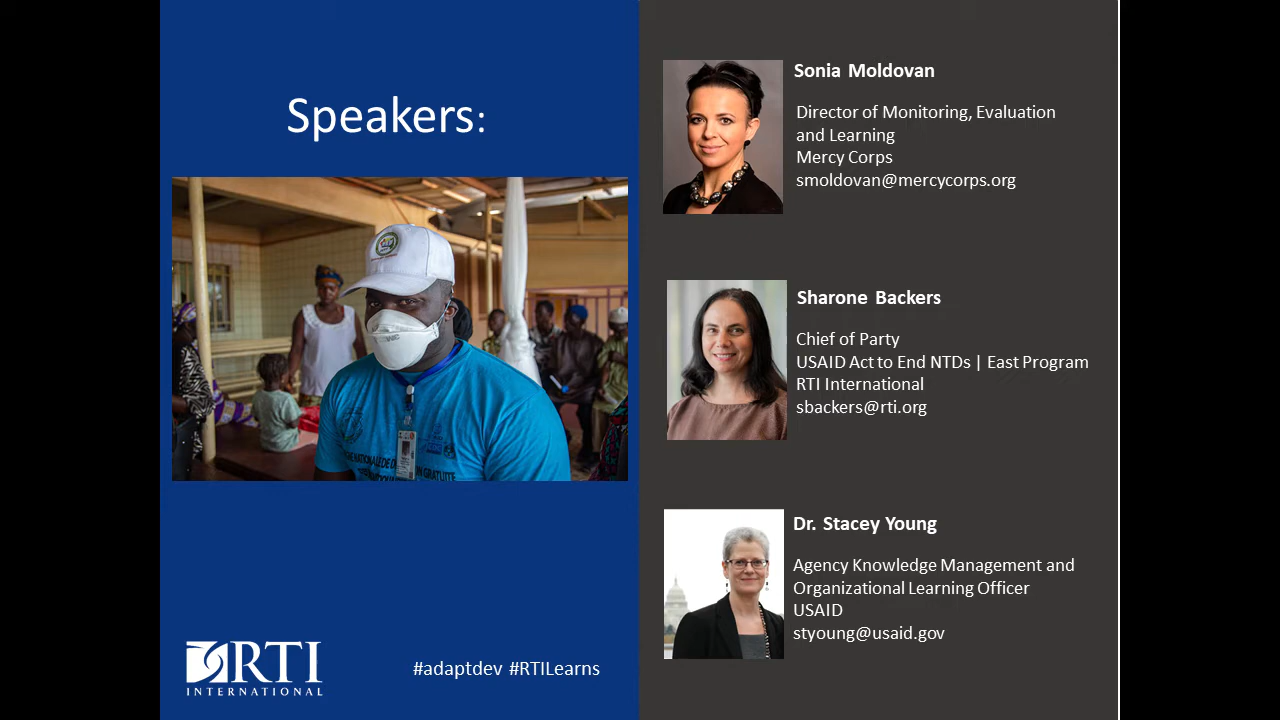 Speakers:
RTI
INTERNATIONAL
#adaptdev #RTILearns
Sonia Moldovan
Director of Monitoring, Evaluation
and Learning
Mercy Corps
smoldovan@mercycorps.org
Sharone Backers
Chief of Party
USAID Act to End NTDs | East Program
RTI International
sbackers@rti.org
Dr. Stacey Young
Agency Knowledge Management and
Organizational Learning Officer
USAID
styoung@usaid.gov